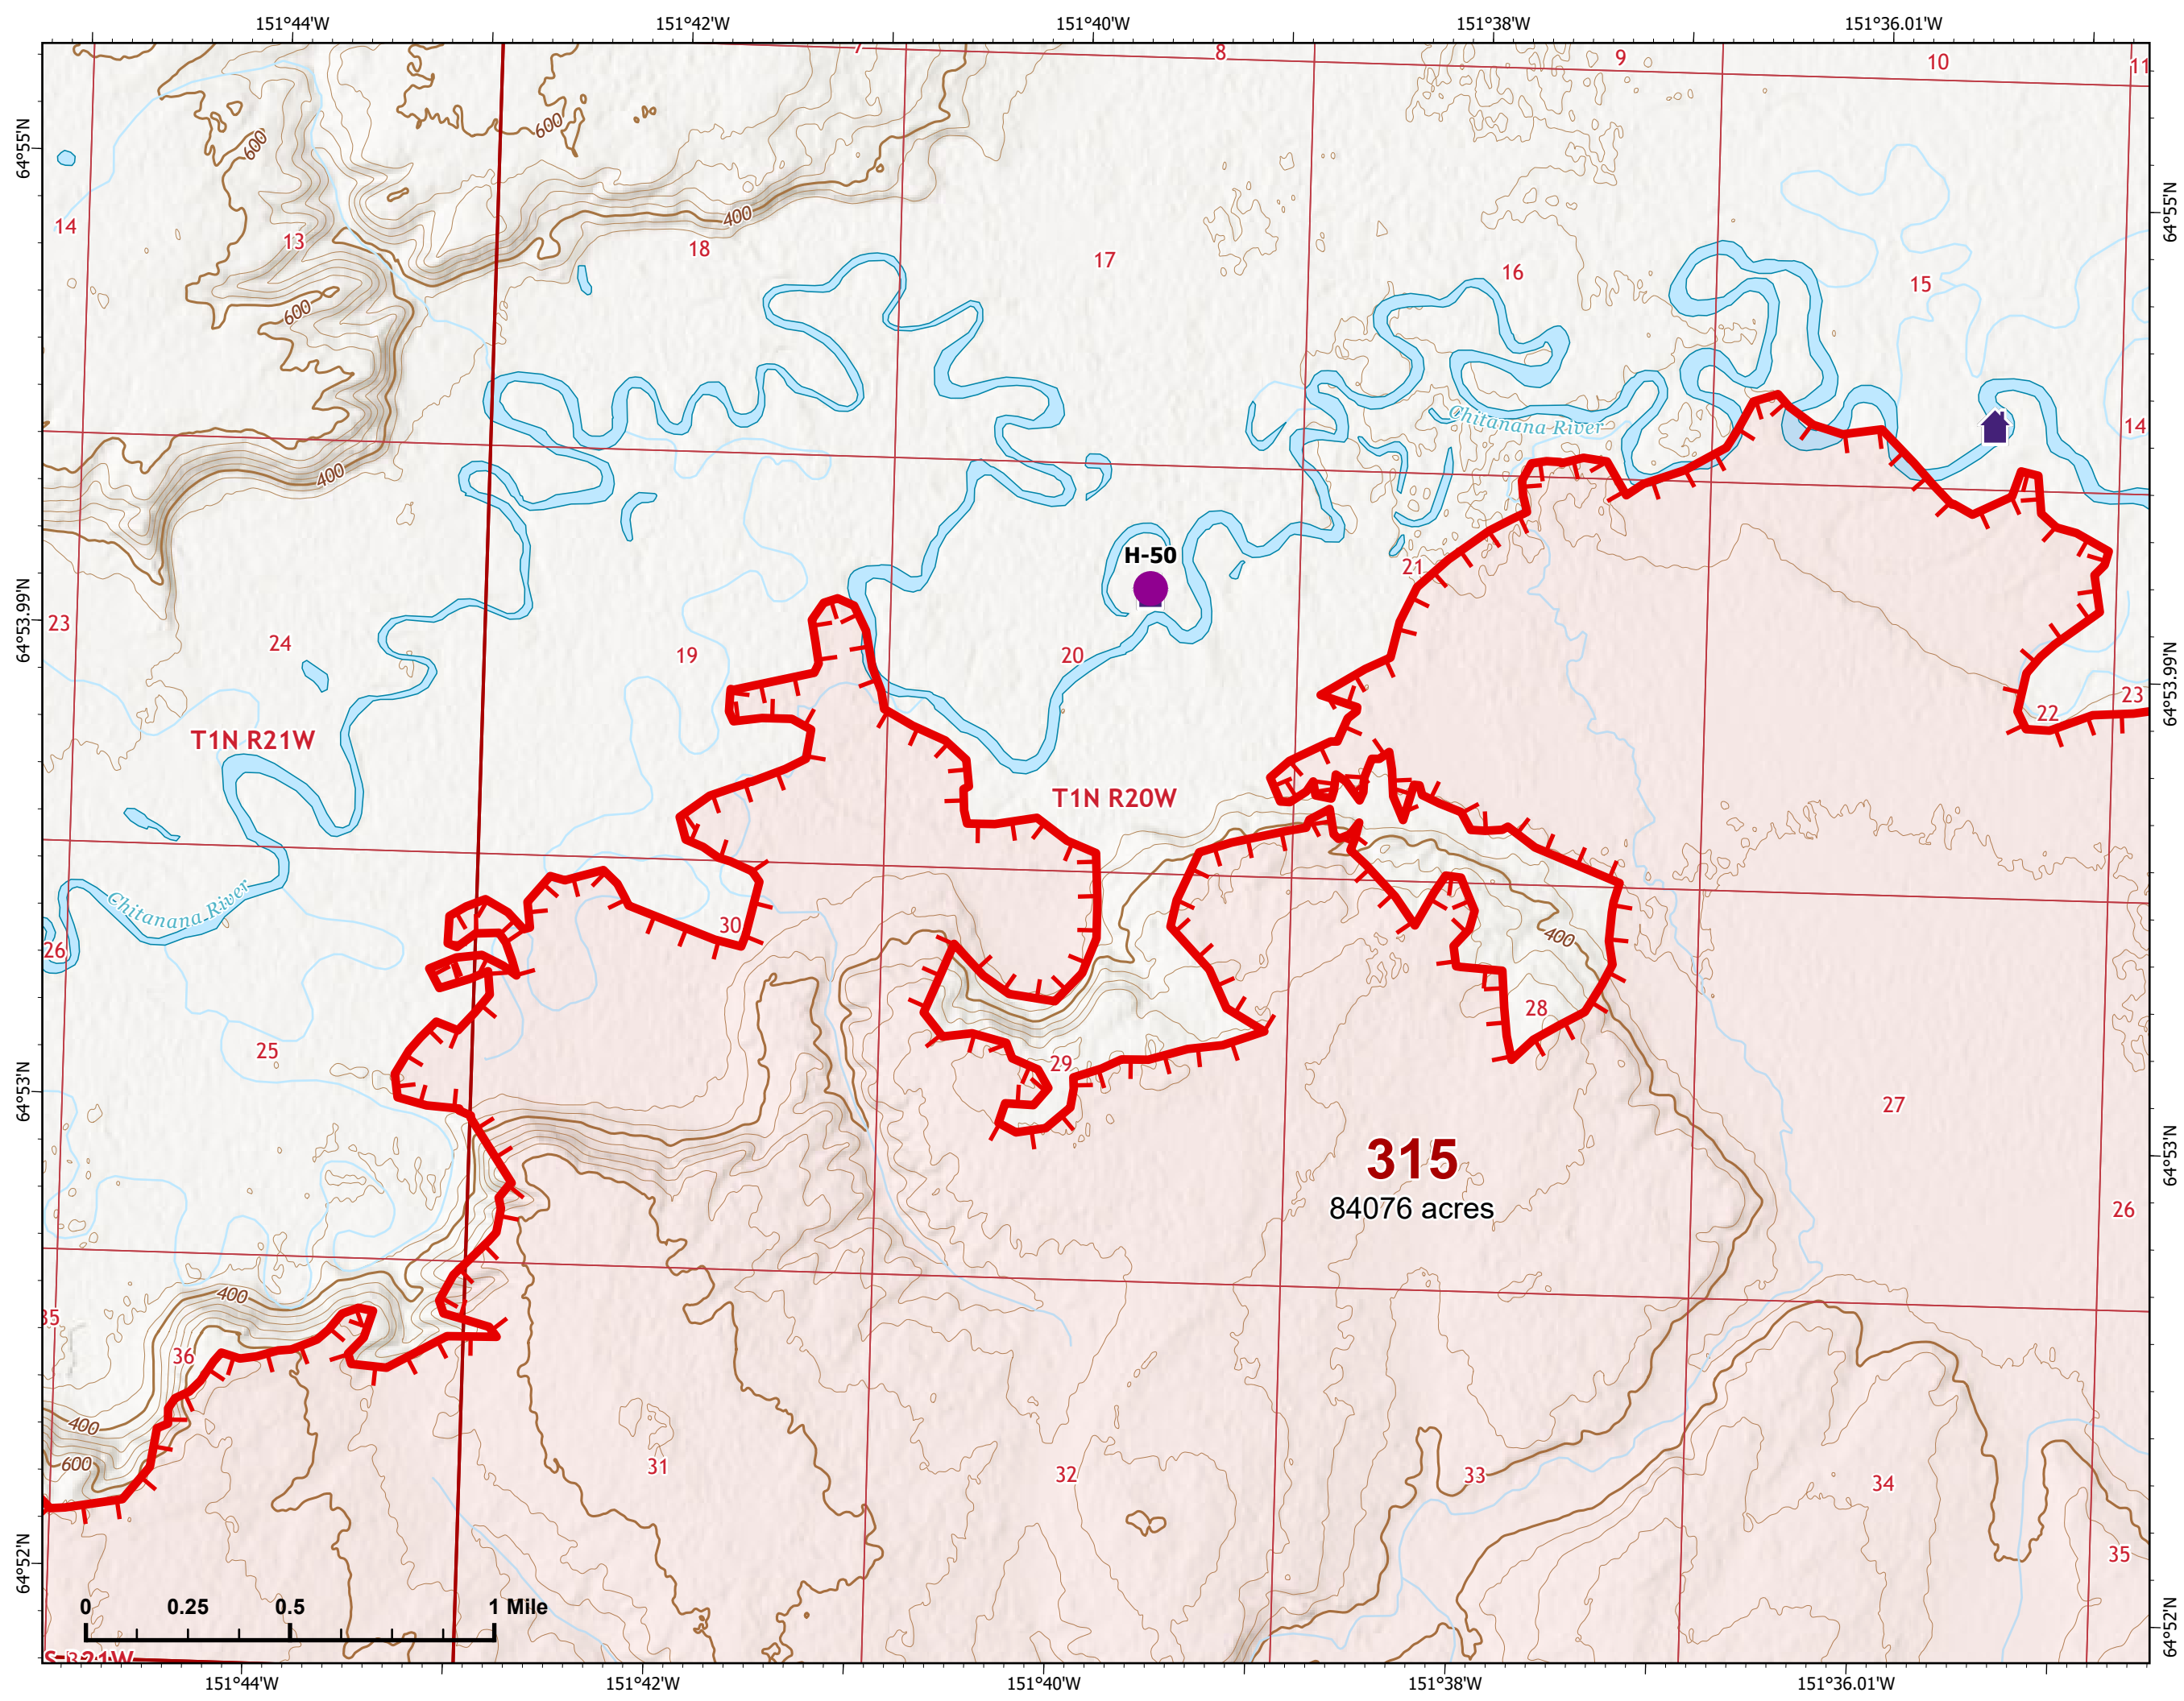 151°44'W 151°42'W 151°40'W 151°38'W 151°36.01'W
7 8 9 10 11
64°55'N
600 600
400
14 13 18 17 16 15
64°55'N
600
Chitanana River
14
400
H-50
21
64°53.99'N
23 24 19 20
64°53.99'N
22 23
T1N R21W
T1N R20W
Chitanana River
26 30
400
28
25 29
64°53'N
27
315
64°53'N
84076 acres
26
400
35
36
400
600
31 32 33 34
64°52'N
35
0 0.25 0.5 1 Mile
64°52'N
151°44'W 151°42'W 151°40'W 151°38'W 151°36.01'W